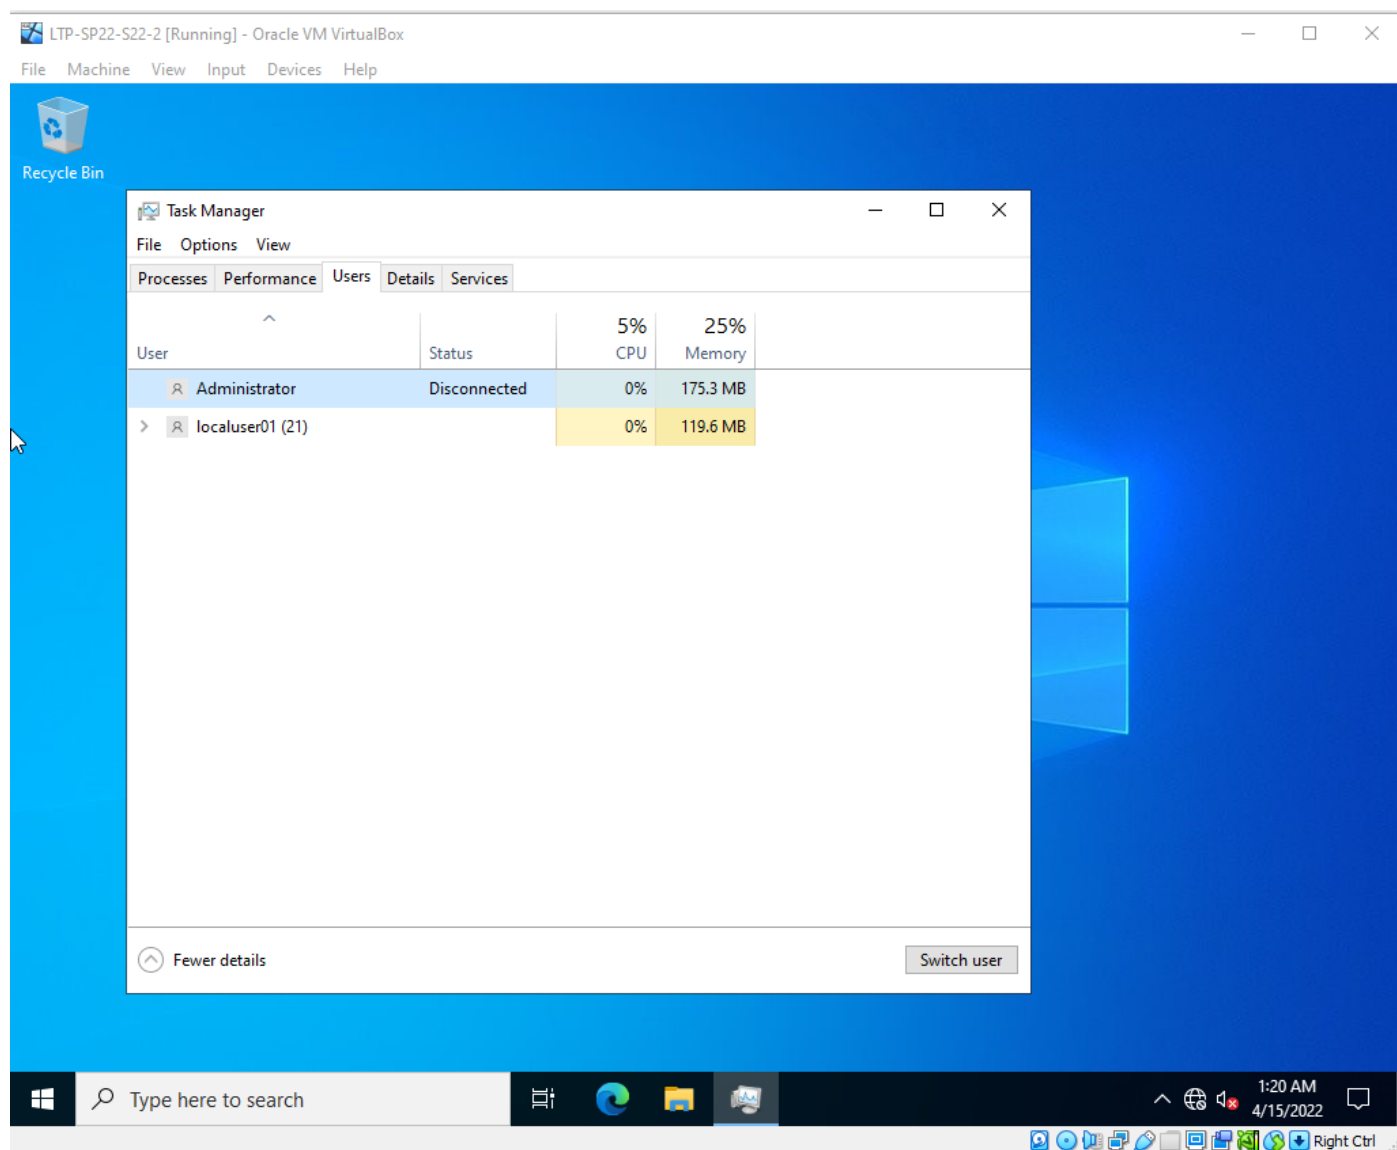 LTP-SP22-S22-2 [Running] - Oracle VM VirtualBox
File Machine View Input Devices Help
Recycle Bin
Task Manager
File Options View
Processes Performance Users Details Services
5% 25%
User Status CPU Memory
Administrator Disconnected 0% 175.3 MB
localuser01 (21) 0% 119.6 MB
Fewer details Switch user
Type here to search
1:20 AM
4/15/2022
Right Ctrl